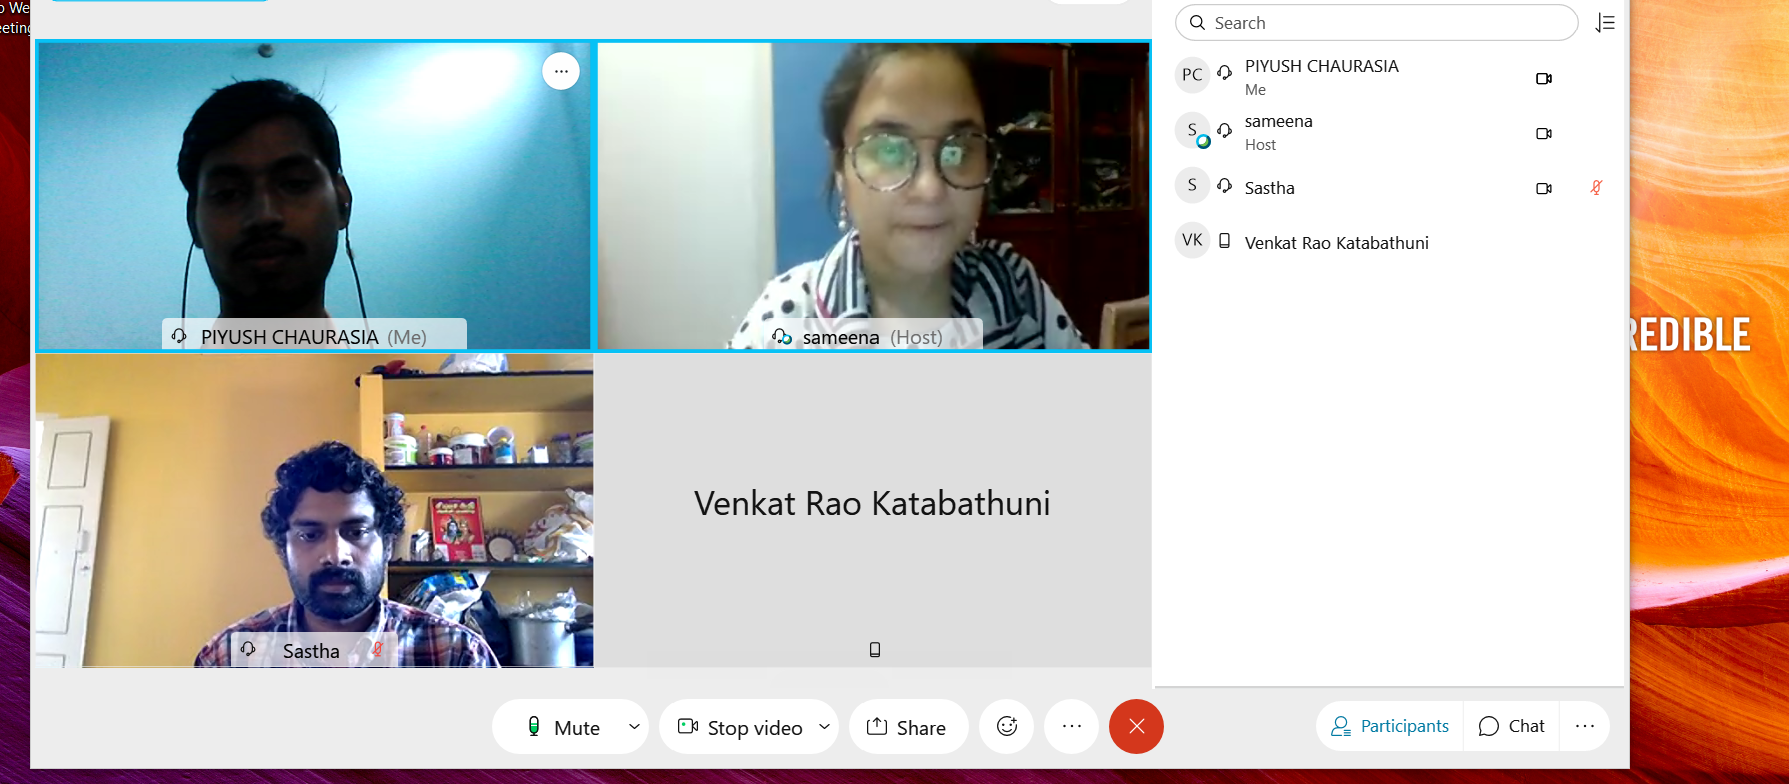 o We
eeting
PIYUSH CHAURASIA (Me)
sameena (Host)
Sastha
Venkat Rao Katabathuni
Mute
Stop video
Share
Search
PC
PIYUSH CHAURASIA
Me
S
sameena
Host
S
Sastha
VK
Venkat Rao Katabathuni
Participants
Chat
REDIBLE